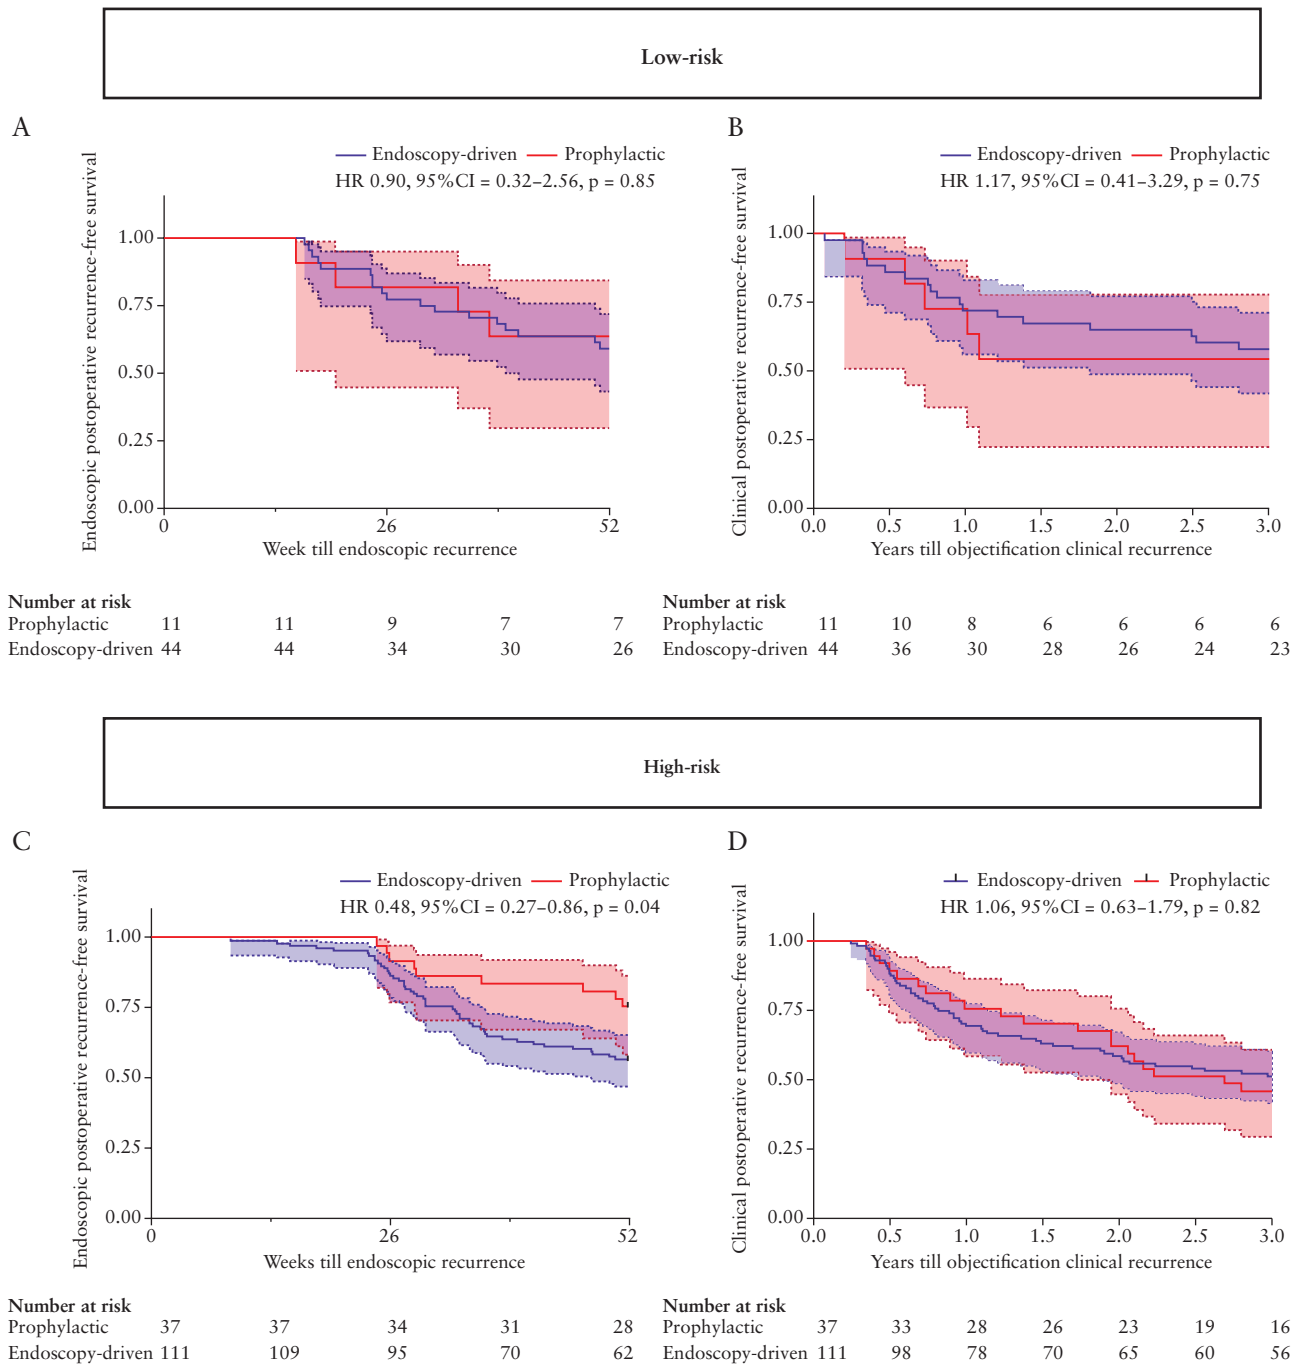 Low-risk
A
Endoscopy-driven Prophylactic
HR 0.90, 95%CI = 0.32–2.56, p = 0.85
Endoscopic postoperative recurrence-free survival
1.00
0.75
0.50
0.25
0.00
0 26 52
Week till endoscopic recurrence
Number at risk
Prophylactic 11 11 9 7 7
Endoscopy-driven 44 44 34 30 26
B
Endoscopy-driven Prophylactic
HR 1.17, 95%CI = 0.41–3.29, p = 0.75
Clinical postoperative recurrence-free survival
1.00
0.75
0.50
0.25
0.00
0.0 0.5 1.0 1.5 2.0 2.5 3.0
Years till objectification clinical recurrence
Number at risk
Prophylactic 11 10 8 6 6 6 6
Endoscopy-driven 44 36 30 28 26 24 23
High-risk
C
Endoscopy-driven Prophylactic
HR 0.48, 95%CI = 0.27–0.86, p = 0.04
Endoscopic postoperative recurrence-free survival
1.00
0.75
0.50
0.25
0.00
0 26 52
Weeks till endoscopic recurrence
Number at risk
Prophylactic 37 37 34 31 28
Endoscopy-driven 111 109 95 70 62
D
Endoscopy-driven Prophylactic
HR 1.06, 95%CI = 0.63–1.79, p = 0.82
Clinical postoperative recurrence-free survival
1.00
0.75
0.50
0.25
0.00
0.0 0.5 1.0 1.5 2.0 2.5 3.0
Years till objectification clinical recurrence
Number at risk
Prophylactic 37 33 28 26 23 19 16
Endoscopy-driven 111 98 78 70 65 60 56